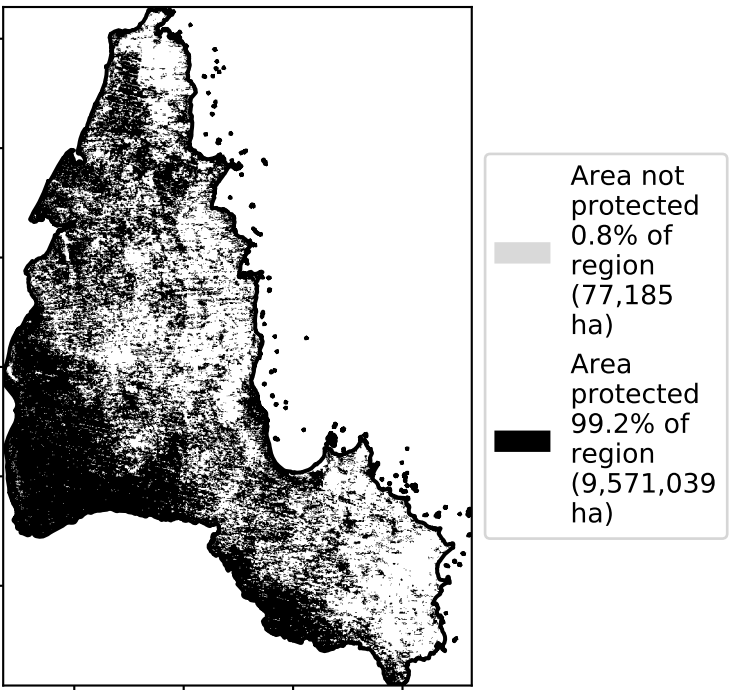 Area not
protected
0.8% of
region
(77,185
ha)
Area
protected
99.2% of
region
(9,571,039
ha)